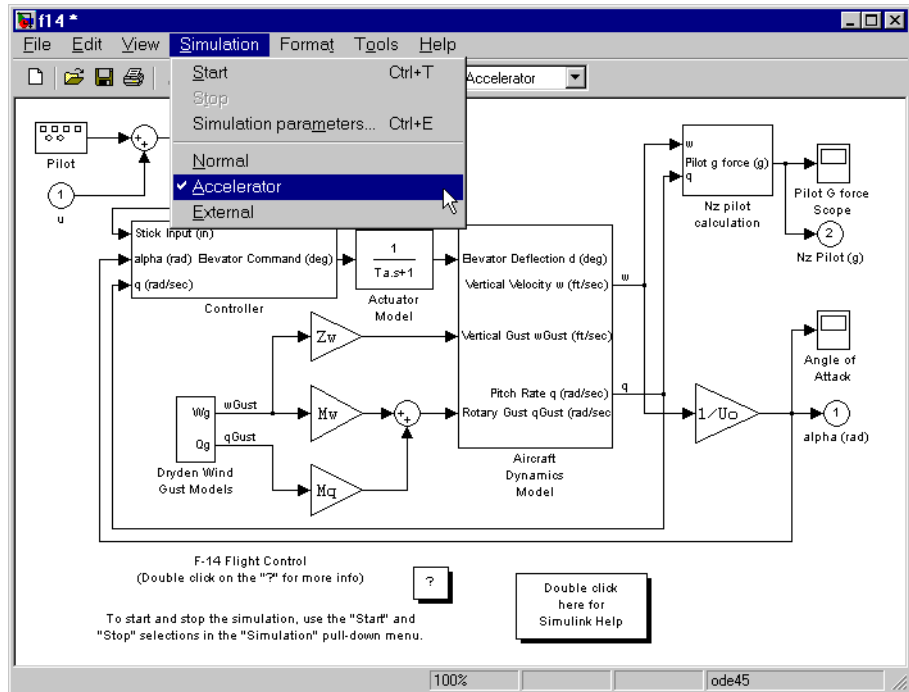 f14 *
File Edit View Simulation Format Tools Help
Start Ctrl+T
Stop
Simulation parameters... Ctrl+E
Normal
Accelerator
External
Accelerator
Pilot
1
u
Stick Input (in)
alpha (rad) Elevator Command (deg)
q (rad/sec)
Controller
1
Ta.s+1
Actuator
Model
Elevator Deflection d (deg)
Vertical Velocity w (ft/sec)
Vertical Gust wGust (ft/sec)
Pitch Rate q (rad/sec)
Rotary Gust qGust (rad/sec
Aircraft
Dynamics
Model
w
q
w
Pilot g force (g)
q
Nz pilot
calculation
Pilot G force
Scope
2
Nz Pilot (g)
Angle of
Attack
1/Uo
1
alpha (rad)
Zw
Mw
Mq
Wg
Qg
wGust
qGust
Dryden Wind
Gust Models
F-14 Flight Control
(Double click on the "?" for more info)
?
To start and stop the simulation, use the "Start" and
"Stop" selections in the "Simulation" pull-down menu.
Double click
here for
Simulink Help
100%
ode45